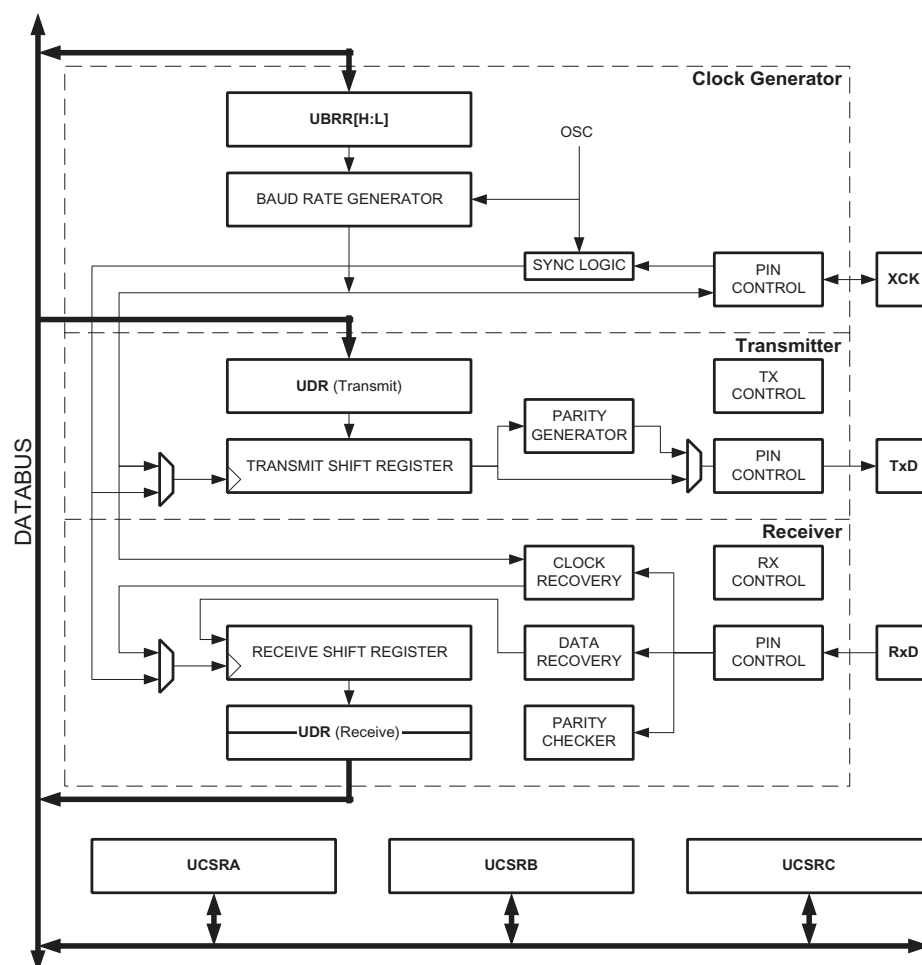 Clock Generator
UBRR[H:L]
OSC
BAUD RATE GENERATOR
SYNC LOGIC
PIN
CONTROL
XCK
Transmitter
UDR (Transmit)
TX
CONTROL
PARITY
GENERATOR
TRANSMIT SHIFT REGISTER
PIN
CONTROL
TxD
DATABUS
Receiver
CLOCK
RECOVERY
RX
CONTROL
RECEIVE SHIFT REGISTER
DATA
RECOVERY
PIN
CONTROL
RxD
UDR (Receive)
PARITY
CHECKER
UCSRA
UCSRB
UCSRC